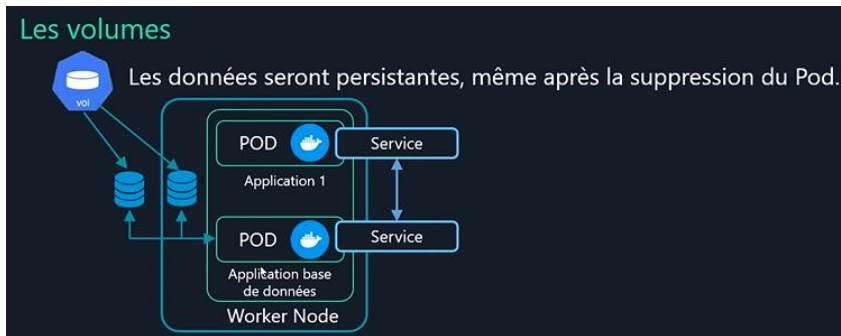 Les volumes
vol
Les données seront persistantes, même après la suppression du Pod.
POD
Service
Application 1
POD
Service
Application base
de données
Worker Node